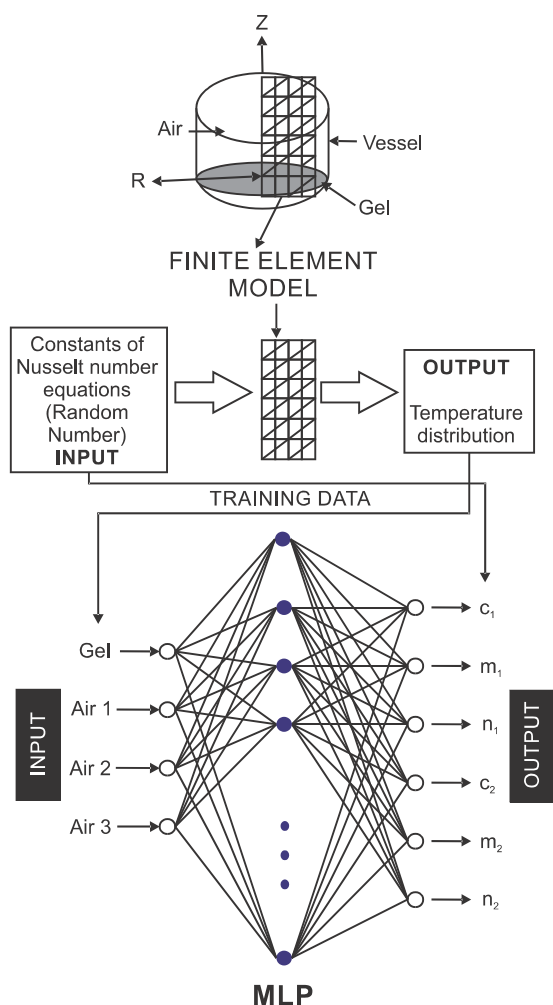 Z
Air
Vessel
R
Gel
FINITE ELEMENT
MODEL
Constants of
Nusselt number
equations
(Random
Number)
INPUT
OUTPUT
Temperature
distribution
TRAINING DATA
Gel
Air 1
Air 2
Air 3
INPUT
c₁
m₁
n₁
c₂
m₂
n₂
OUTPUT
MLP